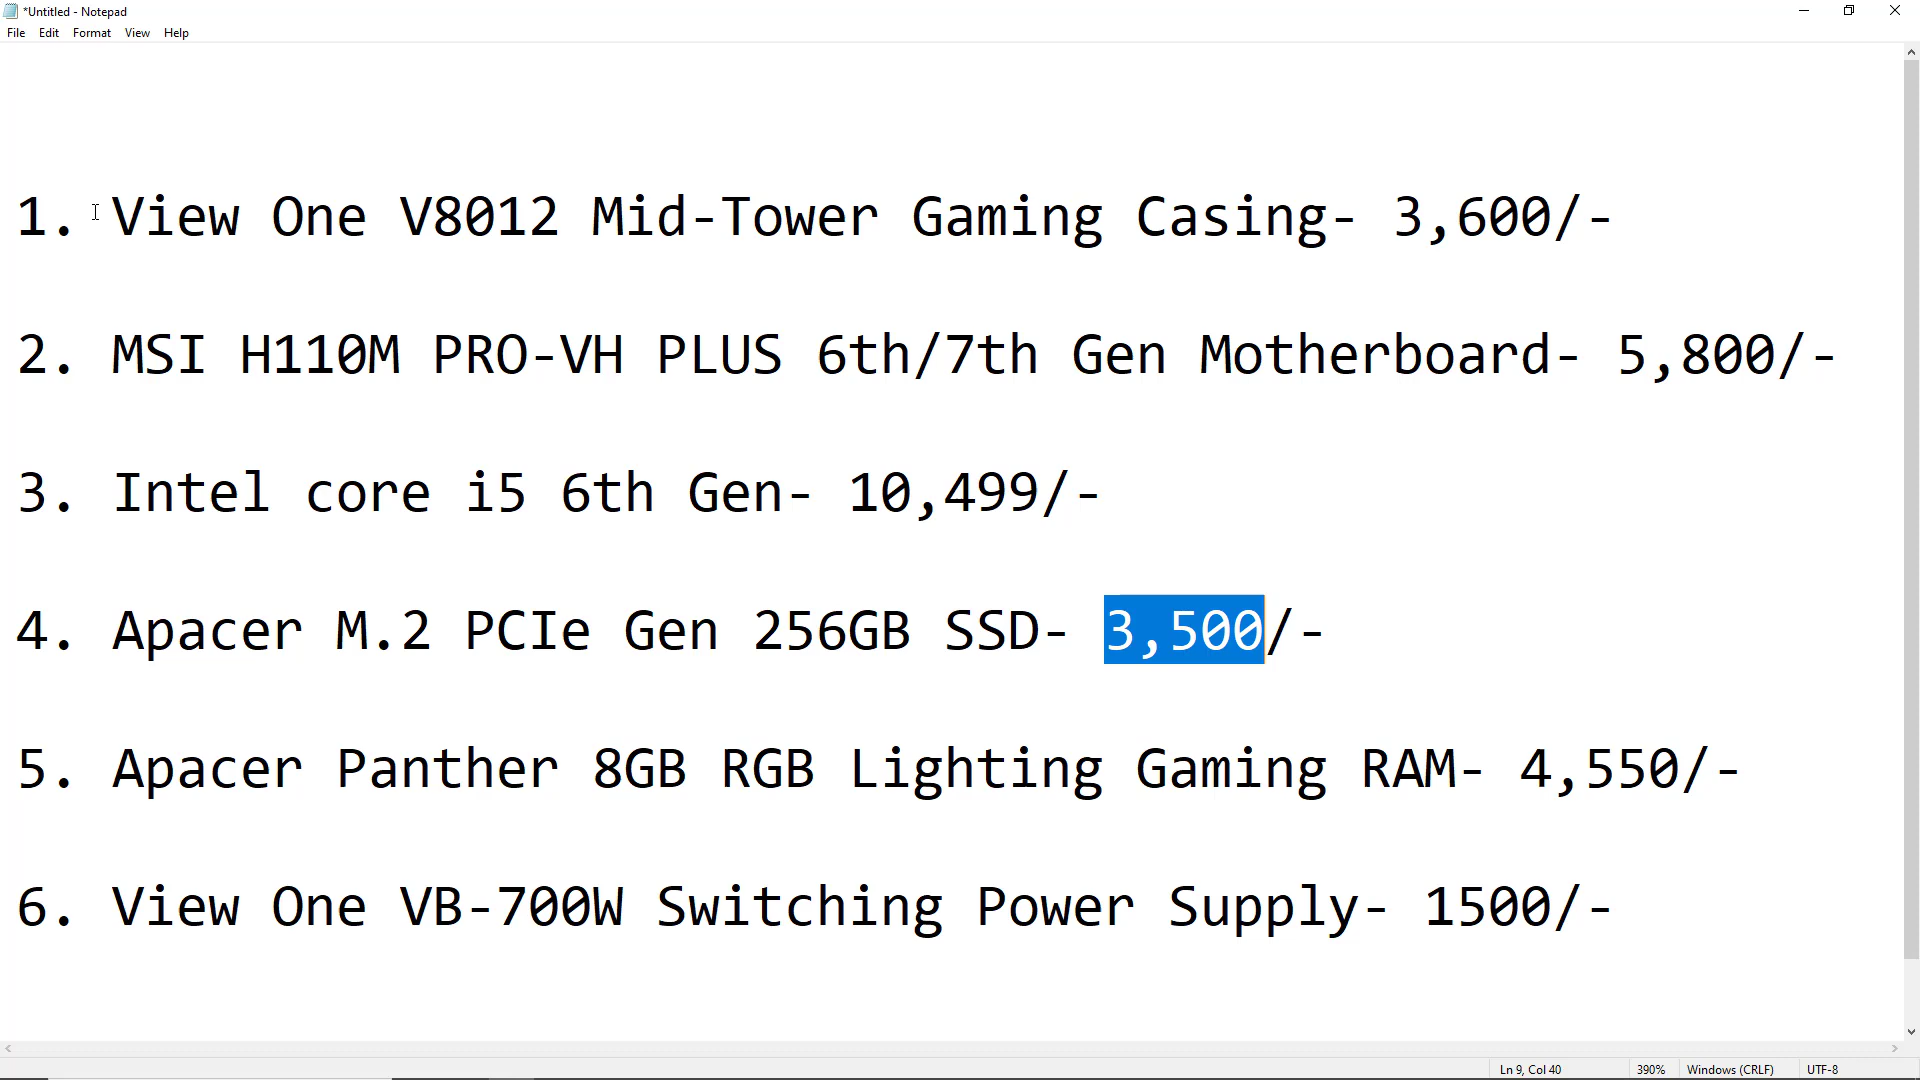 *Untitled - Notepad
File Edit Format View Help
1. View One V8012 Mid-Tower Gaming Casing- 3,600/-
2. MSI H110M PRO-VH PLUS 6th/7th Gen Motherboard- 5,800/-
3. Intel core i5 6th Gen- 10,499/-
4. Apacer M.2 PCIe Gen 256GB SSD- 3,500/-
5. Apacer Panther 8GB RGB Lighting Gaming RAM- 4,550/-
6. View One VB-700W Switching Power Supply- 1500/-
Ln 9, Col 40 390% Windows (CRLF) UTF-8